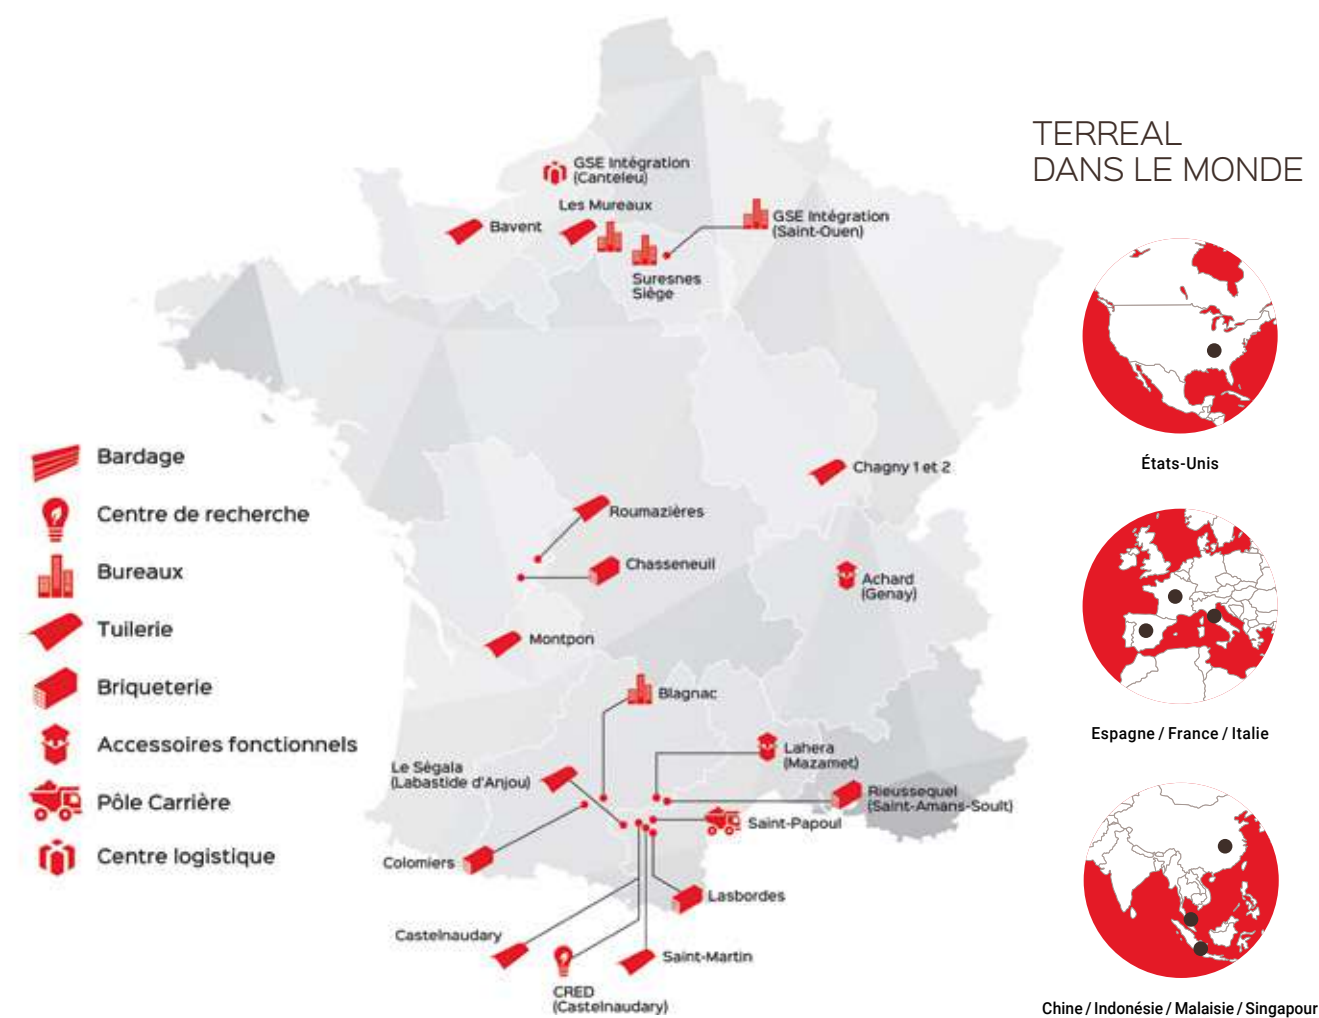 GSE Intégration
(Canteleu)
Les Mureaux
Bavent
GSE Intégration
(Saint-Ouen)
Suresnes
Siège
TERREAL
DANS LE MONDE
États-Unis
Bardage
Centre de recherche
Bureaux
Tuilerie
Briqueterie
Accessoires fonctionnels
Pôle Carrière
Centre logistique
Chagny 1 et 2
Roumazières
Chasseneuil
Achard
(Genay)
Montpon
Blagnac
Lahera
(Mazamet)
Le Ségala
(Labastide d'Anjou)
Rieussequel
(Saint-Amans-Soult)
Saint-Papoul
Colomiers
Lasbordes
Castelnaudary
Saint-Martin
CRED
(Castelnaudary)
Espagne / France / Italie
Chine / Indonésie / Malaisie / Singapour